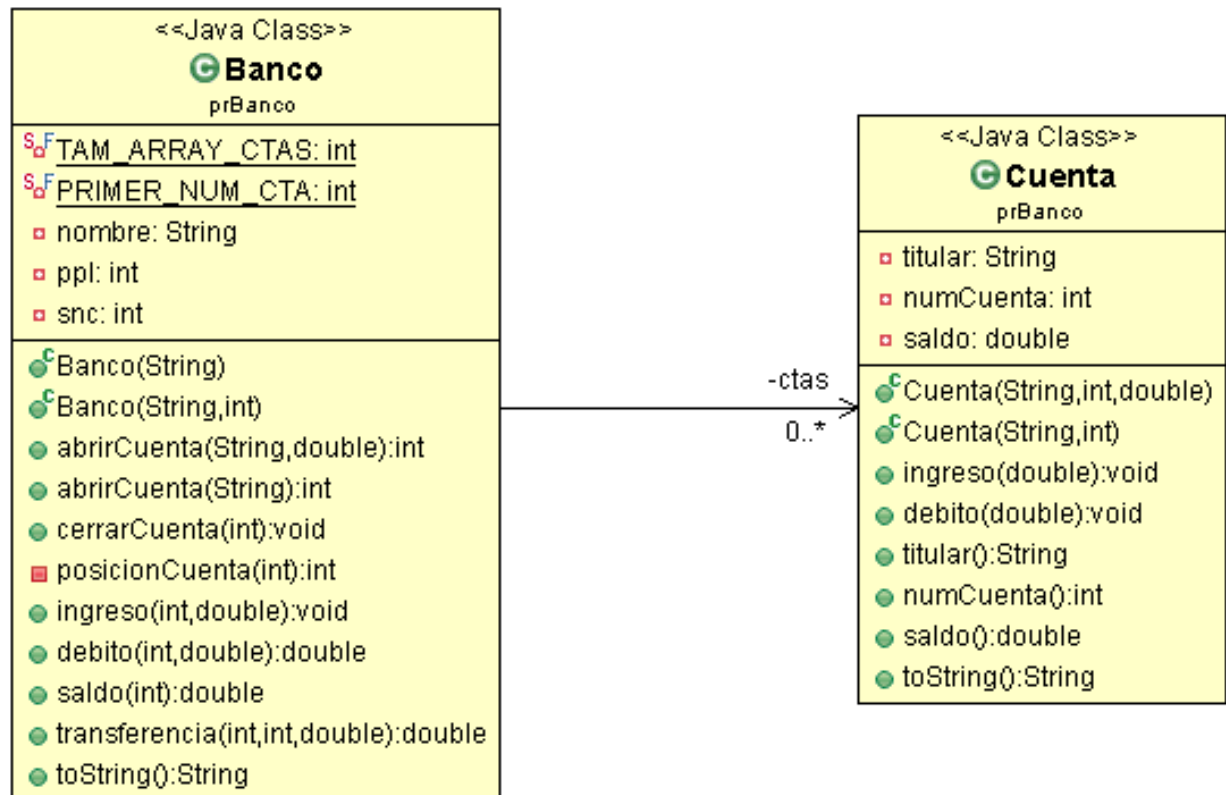 <<Java Class>>
C Banco
prBanco
S F TAM_ARRAY_CTAS: int
S F PRIMER_NUM_CTA: int
nombre: String
ppl: int
snc: int
C Banco(String)
C Banco(String,int)
abrirCuenta(String,double):int
abrirCuenta(String):int
cerrarCuenta(int):void
posicionCuenta(int):int
ingreso(int,double):void
debito(int,double):double
saldo(int):double
transferencia(int,int,double):double
toString():String
-ctas
0..*
<<Java Class>>
C Cuenta
prBanco
titular: String
numCuenta: int
saldo: double
C Cuenta(String,int,double)
C Cuenta(String,int)
ingreso(double):void
debito(double):void
titular():String
numCuenta():int
saldo():double
toString():String